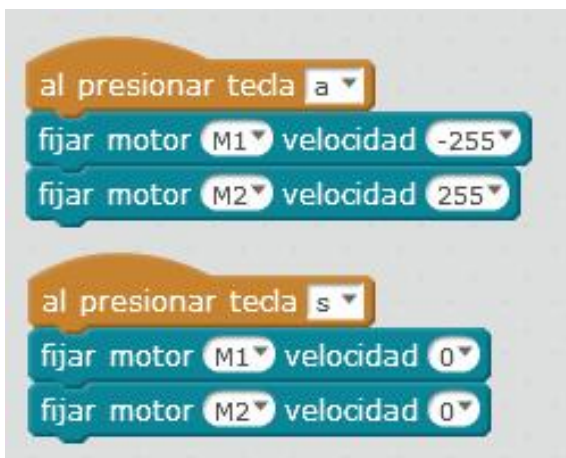 al presionar tecla a
fijar motor M1 velocidad -255
fijar motor M2 velocidad 255
al presionar tecla s
fijar motor M1 velocidad 0
fijar motor M2 velocidad 0